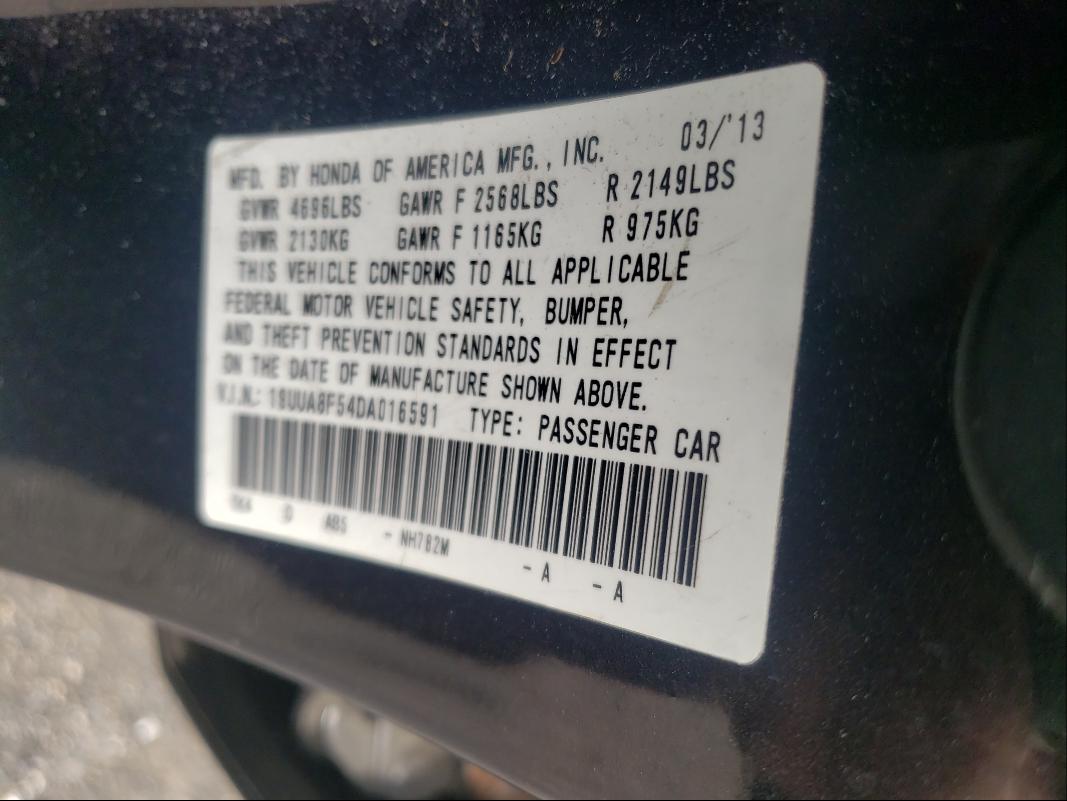 MFD. BY HONDA OF AMERICA MFG., INC. 03/'13
GVWR 4696LBS GAWR F 2568LBS R 2149LBS
GVWR 2130KG GAWR F 1165KG R 975KG
THIS VEHICLE CONFORMS TO ALL APPLICABLE
FEDERAL MOTOR VEHICLE SAFETY, BUMPER,
AND THEFT PREVENTION STANDARDS IN EFFECT
ON THE DATE OF MANUFACTURE SHOWN ABOVE.
V.I.N.: 19UUA8F54DA016591 TYPE: PASSENGER CAR
TK4 D ABS - NH782M - A - A